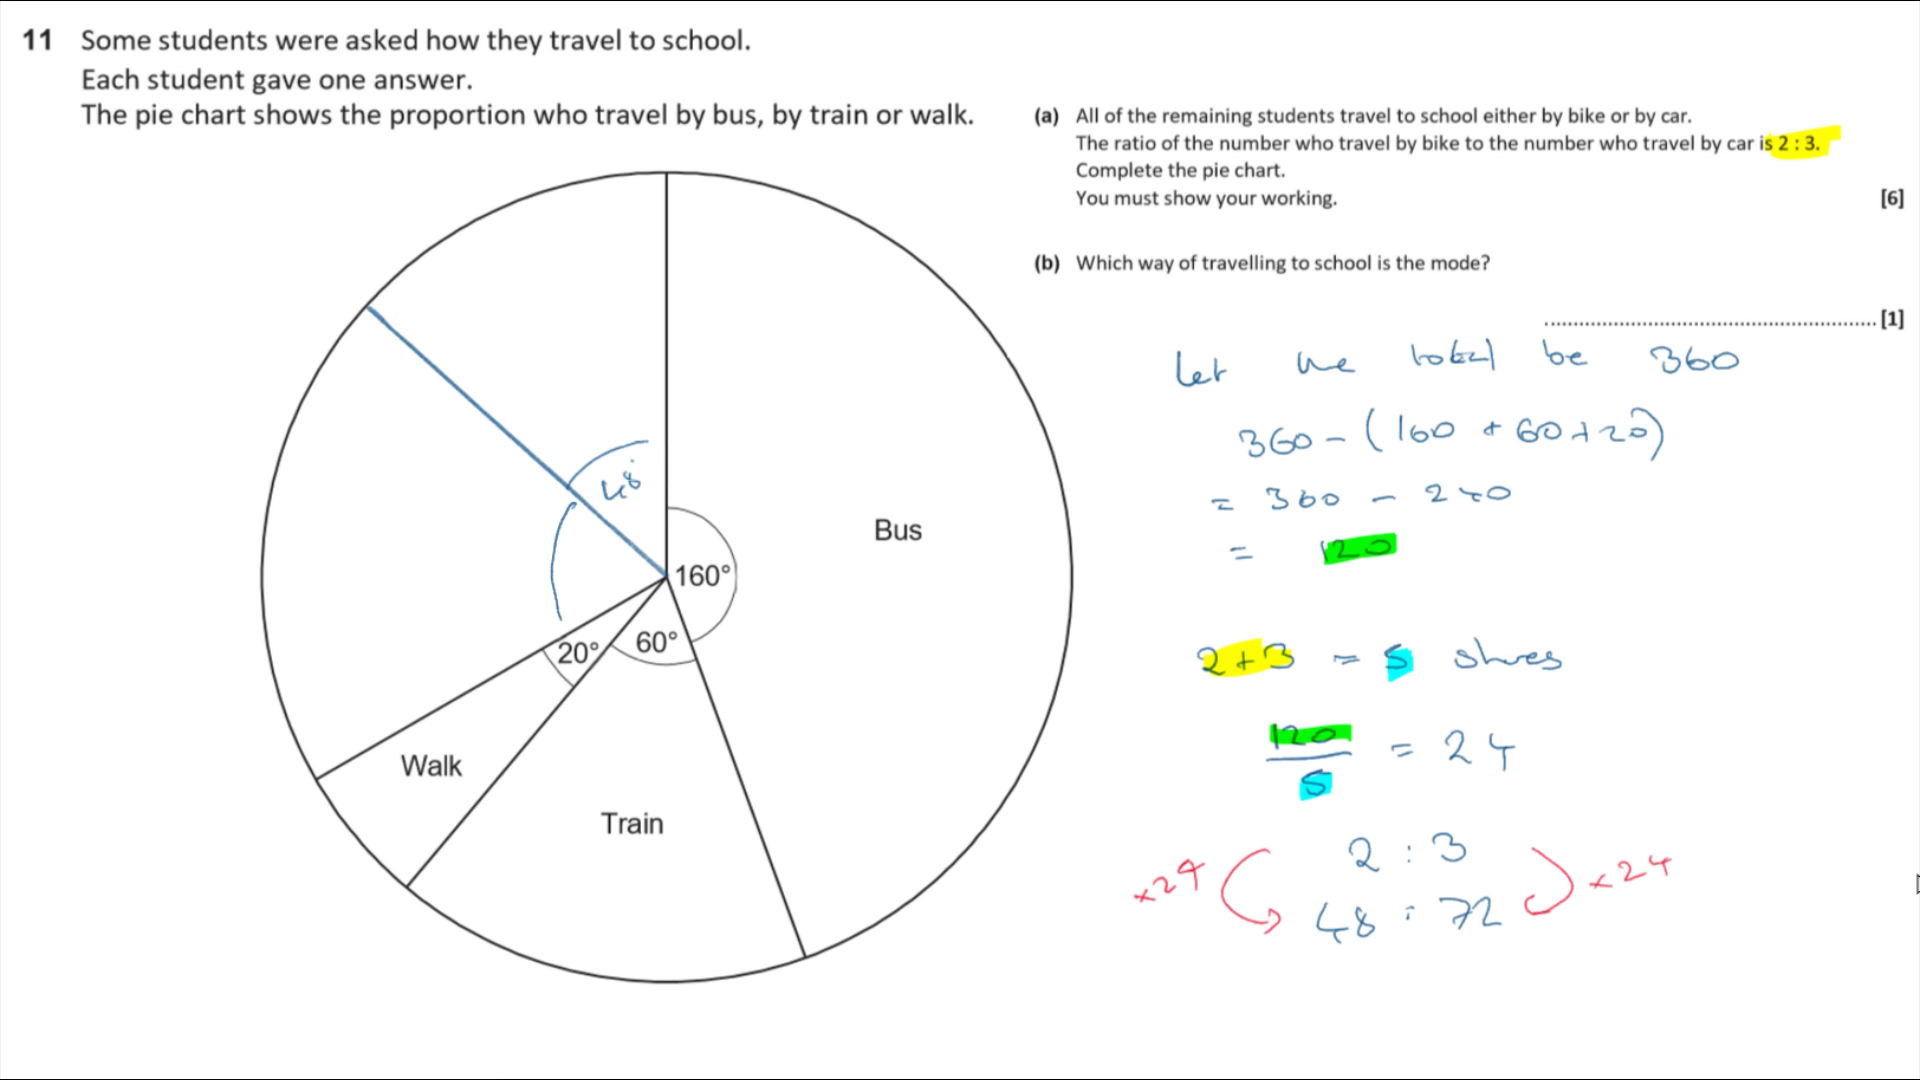 11 Some students were asked how they travel to school.
Each student gave one answer.
The pie chart shows the proportion who travel by bus, by train or walk.
48°
Bus
160°
60°
20°
Walk
Train
(a) All of the remaining students travel to school either by bike or by car.
The ratio of the number who travel by bike to the number who travel by car is 2 : 3.
Complete the pie chart.
You must show your working.
[6]
(b) Which way of travelling to school is the mode?
[1]
Let the total be 360
360 - (160 + 60 + 20)
= 360 - 240
= 120
2 + 3 = 5 shares
120
5
= 24
2 : 3
×24
×24
48 : 72